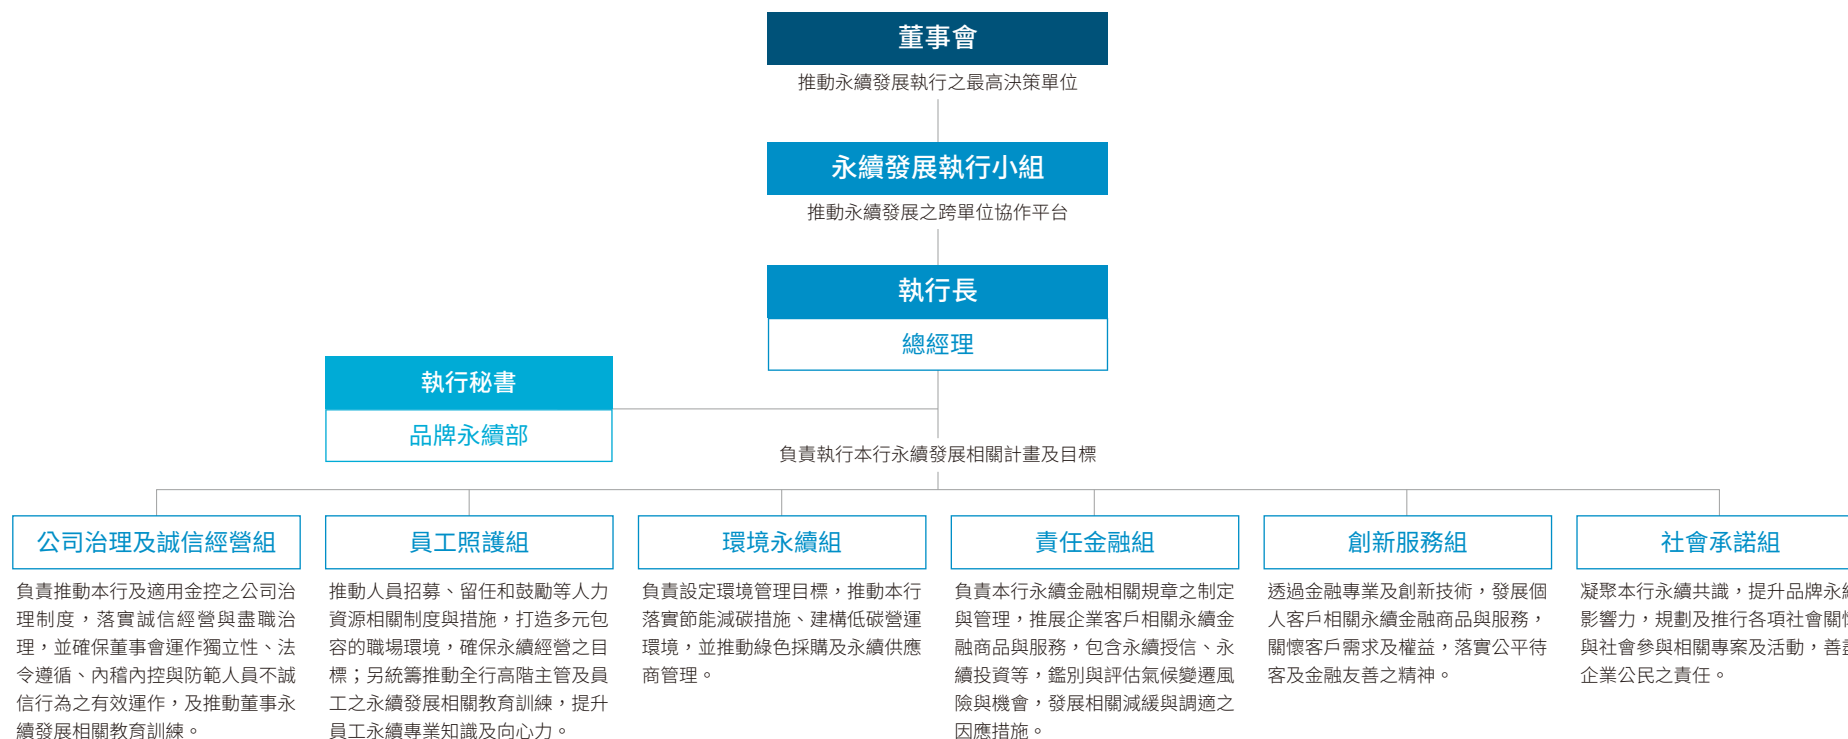 董事會
推動永續發展執行之最高決策單位
永續發展執行小組
推動永續發展之跨單位協作平台
執行長
總經理
執行秘書
品牌永續部
負責執行本行永續發展相關計畫及目標
公司治理及誠信經營組
負責推動本行及適用金控之公司治
理制度，落實誠信經營與盡職治
理，並確保董事會運作獨立性、法
令遵循、內稽內控與防範人員不誠
信行為之有效運作，及推動董事永
續發展相關教育訓練。
員工照護組
推動人員招募、留任和鼓勵等人力
資源相關制度與措施，打造多元包
容的職場環境，確保永續經營之目
標；另統籌推動全行高階主管及員
工之永續發展相關教育訓練，提升
員工永續專業知識及向心力。
環境永續組
負責設定環境管理目標，推動本行
落實節能減碳措施、建構低碳營運
環境，並推動綠色採購及永續供應
商管理。
責任金融組
負責本行永續金融相關規章之制定
與管理，推展企業客戶相關永續金
融商品與服務，包含永續授信、永
續投資等，鑑別與評估氣候變遷風
險與機會，發展相關減緩與調適之
因應措施。
創新服務組
透過金融專業及創新技術，發展個
人客戶相關永續金融商品與服務，
關懷客戶需求及權益，落實公平待
客及金融友善之精神。
社會承諾組
凝聚本行永續共識，提升品牌永續
影響力，規劃及推行各項社會關懷
與社會參與相關專案及活動，善盡
企業公民之責任。